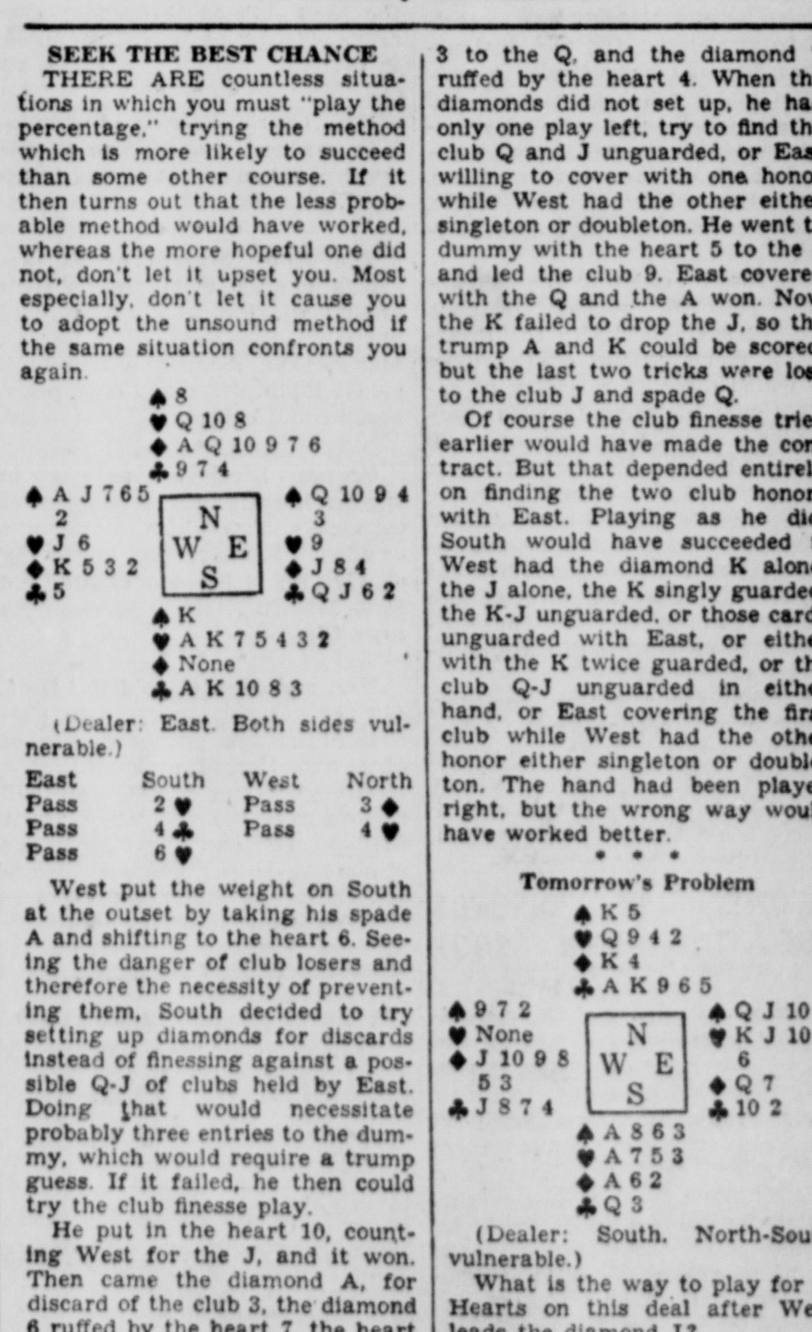 SEEK THE BEST CHANCE
THERE ARE countless situa-
tions in which you must "play the
percentage," trying the method
which is more likely to succeed
than some other course. If it
then turns out that the less prob-
able method would have worked,
whereas the more hopeful one did
not, don't let it upset you. Most
especially, don't let it cause you
to adopt the unsound method if
the same situation confronts you
again.
♠ 8
♥ Q 10 8
♦ A Q 10 9 7 6
♣ 9 7 4
♠ A J 7 6 5
2
♥ J 6
♦ K 5 3 2
♣ 5
N
W E
S
♠ Q 10 9 4
3
♥ 9
♦ J 8 4
♣ Q J 6 2
♠ K
♥ A K 7 5 4 3 2
♦ None
♣ A K 10 8 3
(Dealer: East. Both sides vul-
nerable.)
East South West North
Pass 2 ♥ Pass 3 ♦
Pass 4 ♣ Pass 4 ♥
Pass 6 ♥
West put the weight on South
at the outset by taking his spade
A and shifting to the heart 6. See-
ing the danger of club losers and
therefore the necessity of prevent-
ing them, South decided to try
setting up diamonds for discards
instead of finessing against a pos-
sible Q-J of clubs held by East.
Doing that would necessitate
probably three entries to the dum-
my, which would require a trump
guess. If it failed, he then could
try the club finesse play.
He put in the heart 10, count-
ing West for the J, and it won.
Then came the diamond A, for
discard of the club 3, the diamond
6 ruffed by the heart 7, the heart
3 to the Q, and the diamond
ruffed by the heart 4. When th
diamonds did not set up, he ha
only one play left, try to find th
club Q and J unguarded, or Eas
willing to cover with one hono
while West had the other eithe
singleton or doubleton. He went t
dummy with the heart 5 to the
and led the club 9. East covere
with the Q and the A won. Nov
the K failed to drop the J, so th
trump A and K could be scored
but the last two tricks were los
to the club J and spade Q.
Of course the club finesse trie
earlier would have made the con
tract. But that depended entirel
on finding the two club honor
with East. Playing as he di
South would have succeeded
West had the diamond K alon
the J alone, the K singly guarde
the K-J unguarded, or those card
unguarded with East, or eith
with the K twice guarded, or th
club Q-J unguarded in eith
hand, or East covering the fir
club while West had the oth
honor either singleton or doubl
ton. The hand had been playe
right, but the wrong way woul
have worked better.
* * *
Tomorrow's Problem
♠ K 5
♥ Q 9 4 2
♦ K 4
♣ A K 9 6 5
♠ 9 7 2
♥ None
♦ J 10 9 8
5 3
♣ J 8 7 4
N
W E
S
♠ Q J 10
♥ K J 10
6
♦ Q 7
♣ 10 2
♠ A 8 6 3
♥ A 7 5 3
♦ A 6 2
♣ Q 3
(Dealer: South. North-Sou
vulnerable.)
What is the way to play for
Hearts on this deal after We
leads the diamond J?